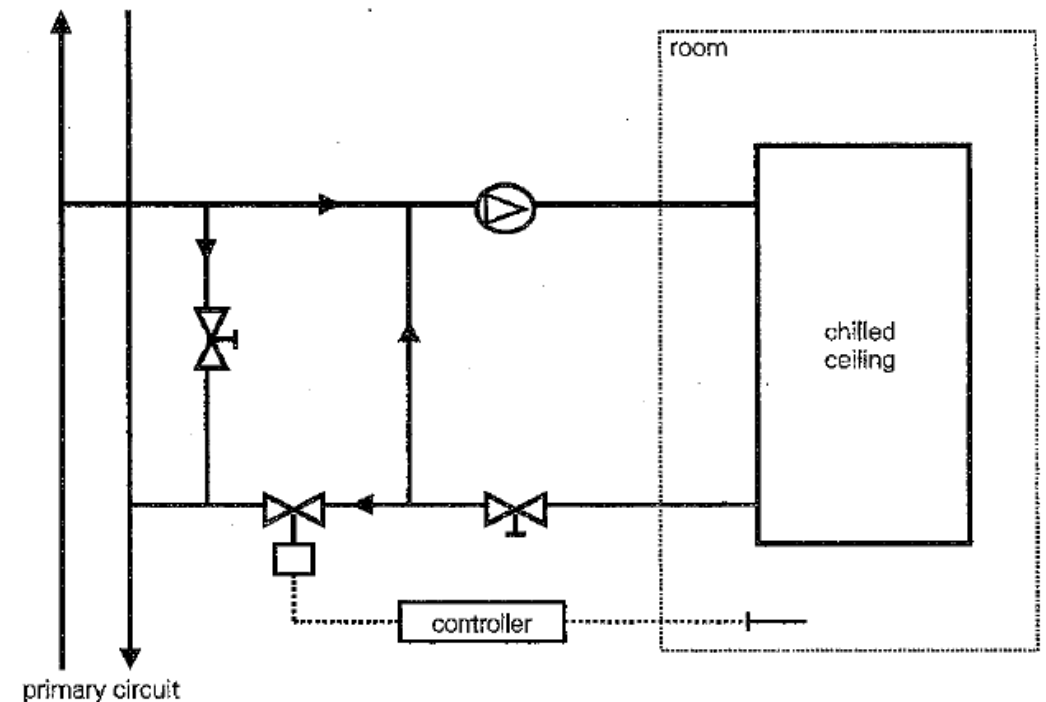 room
chilled
ceiling
controller
primary circuit